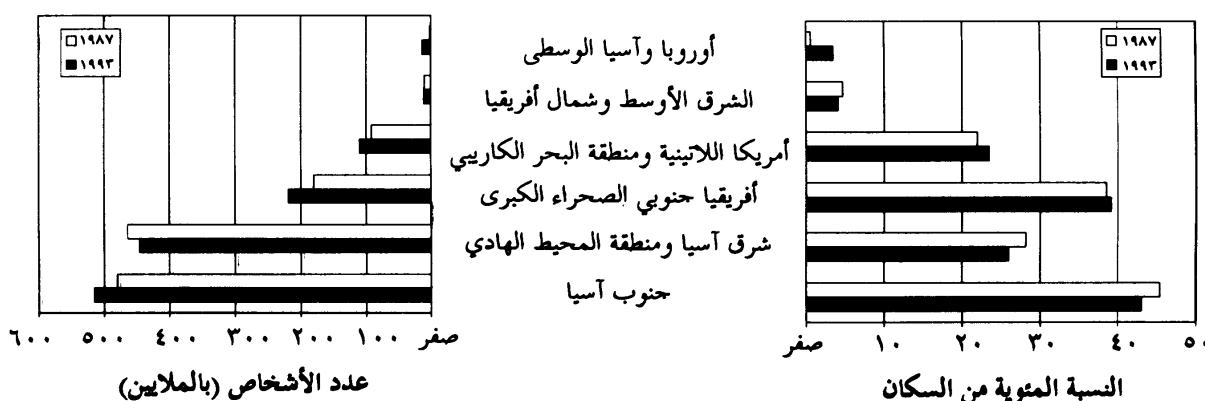 □ ١٩٨٧
■ ١٩٩٣
أوروبا وآسيا الوسطى
الشرق الأوسط وشمال أفريقيا
أمريكا اللاتينية ومنطقة البحر الكاريبي
أفريقيا جنوبي الصحراء الكبرى
شرق آسيا ومنطقة المحيط الهادي
جنوب آسيا
□ ١٩٨٧
■ ١٩٩٣
صفر ١٠ ٢٠ ٣٠ ٤٠ ٥٠
النسبة المئوية من السكان
٦٠٠ ٥٠٠ ٤٠٠ ٣٠٠ ٢٠٠ ١٠٠ صفر
عدد الأشخاص (بالملايين)